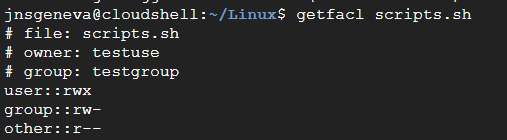 jnsgeneva@cloudshell:~/Linux$ getfacl scripts.sh
# file: scripts.sh
# owner: testuse
# group: testgroup
user::rwx
group::rw-
other::r--